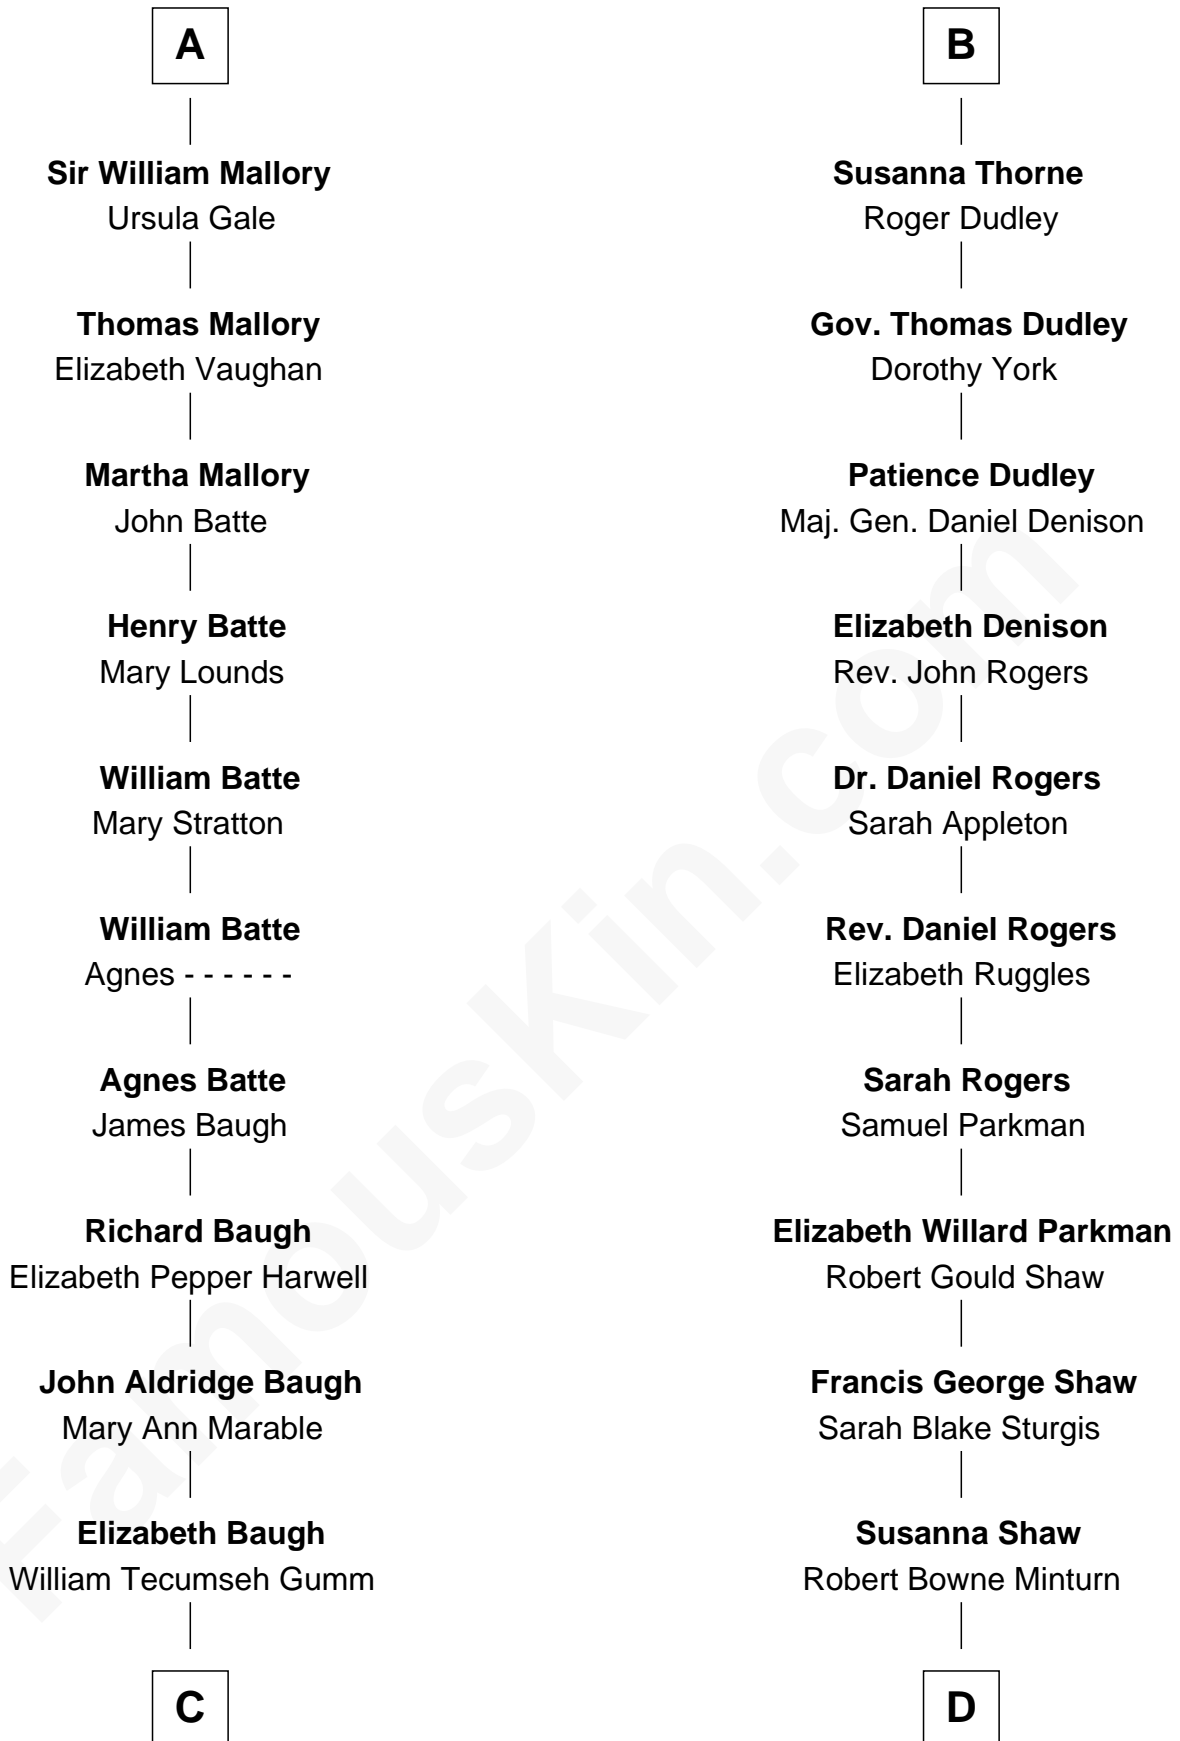 A
Sir William Mallory
Ursula Gale
Thomas Mallory
Elizabeth Vaughan
Martha Mallory
John Batte
Henry Batte
Mary Lounds
William Batte
Mary Stratton
William Batte
Agnes - - - - - -
Agnes Batte
James Baugh
Richard Baugh
Elizabeth Pepper Harwell
John Aldridge Baugh
Mary Ann Marable
Elizabeth Baugh
William Tecumseh Gumm
C
B
Susanna Thorne
Roger Dudley
Gov. Thomas Dudley
Dorothy York
Patience Dudley
Maj. Gen. Daniel Denison
Elizabeth Denison
Rev. John Rogers
Dr. Daniel Rogers
Sarah Appleton
Rev. Daniel Rogers
Elizabeth Ruggles
Sarah Rogers
Samuel Parkman
Elizabeth Willard Parkman
Robert Gould Shaw
Francis George Shaw
Sarah Blake Sturgis
Susanna Shaw
Robert Bowne Minturn
D
FamousKin.com